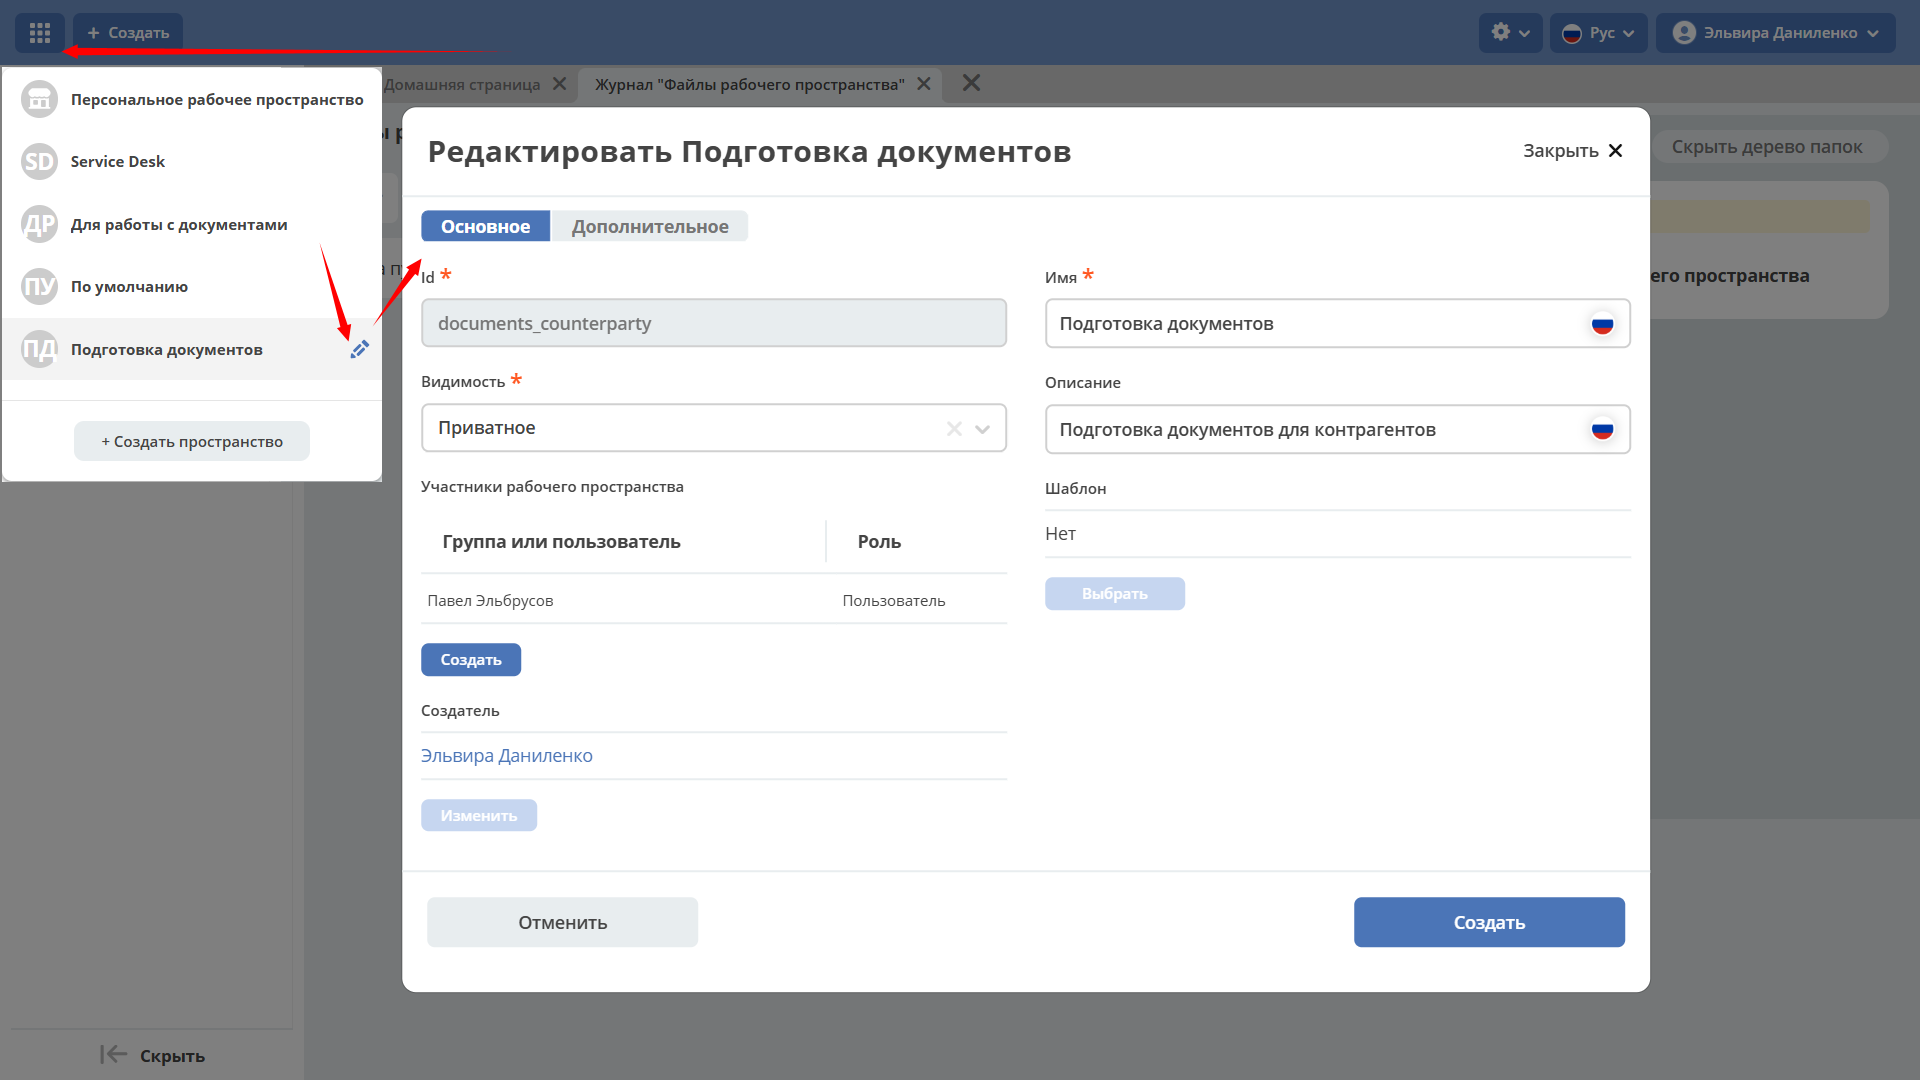 + Создать
Рус
Эльвира Даниленко
Домашняя страница
Журнал "Файлы рабочего пространства"
Персональное рабочее пространство
SD
Service Desk
ДР
Для работы с документами
ПУ
По умолчанию
ПД
Подготовка документов
+ Создать пространство
Скрыть дерево папок
его пространства
Редактировать Подготовка документов
Закрыть
Основное
Дополнительное
Id *
documents_counterparty
Имя *
Подготовка документов
Видимость *
Приватное
Описание
Подготовка документов для контрагентов
Участники рабочего пространства
Группа или пользователь
Роль
Павел Эльбрусов
Пользователь
Создать
Шаблон
Нет
Выбрать
Создатель
Эльвира Даниленко
Изменить
Отменить
Создать
Скрыть